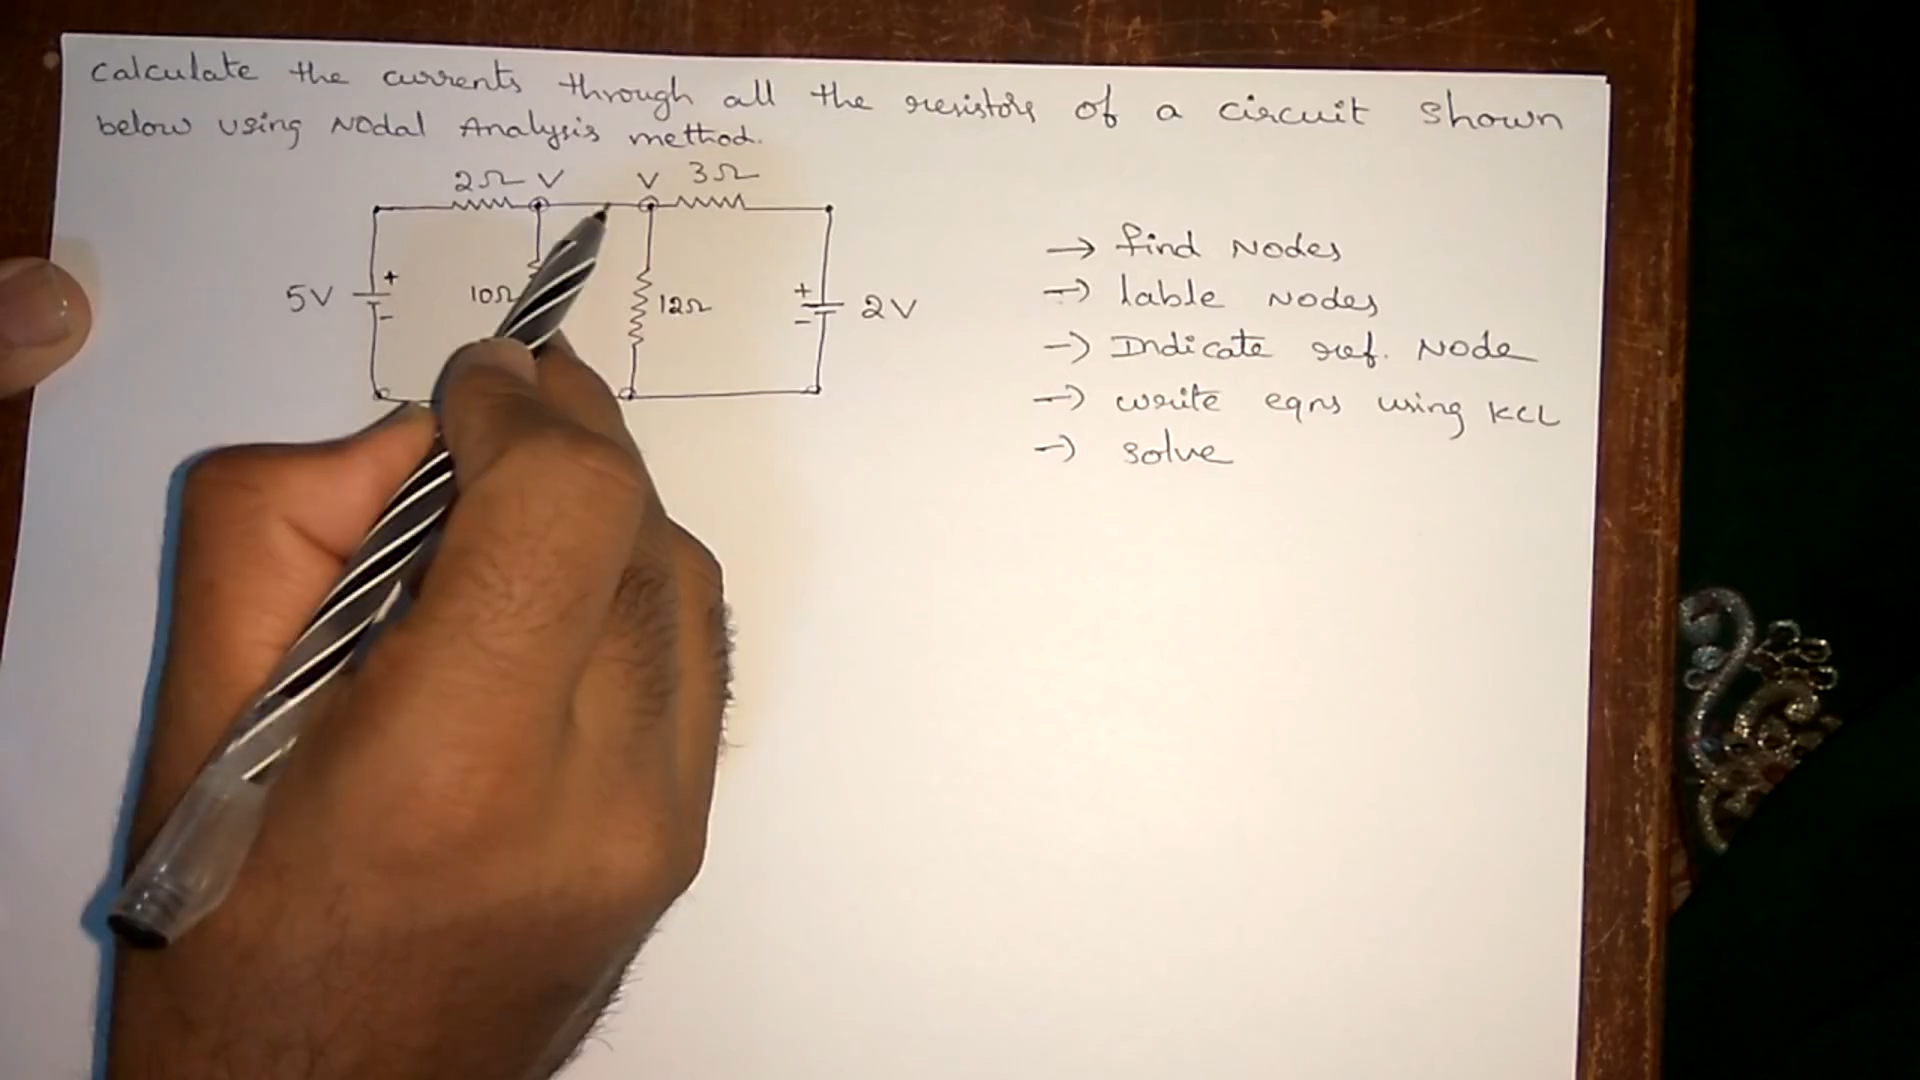 Calculate the currents through all the resistors of a circuit shown
below using Nodal Analysis method.
2Ω V V 3Ω
5V + - 10Ω 12Ω + - 2V
→ find Nodes
→ lable Nodes
→ Indicate ref. Node
→ write eqns using KCL
→ solve